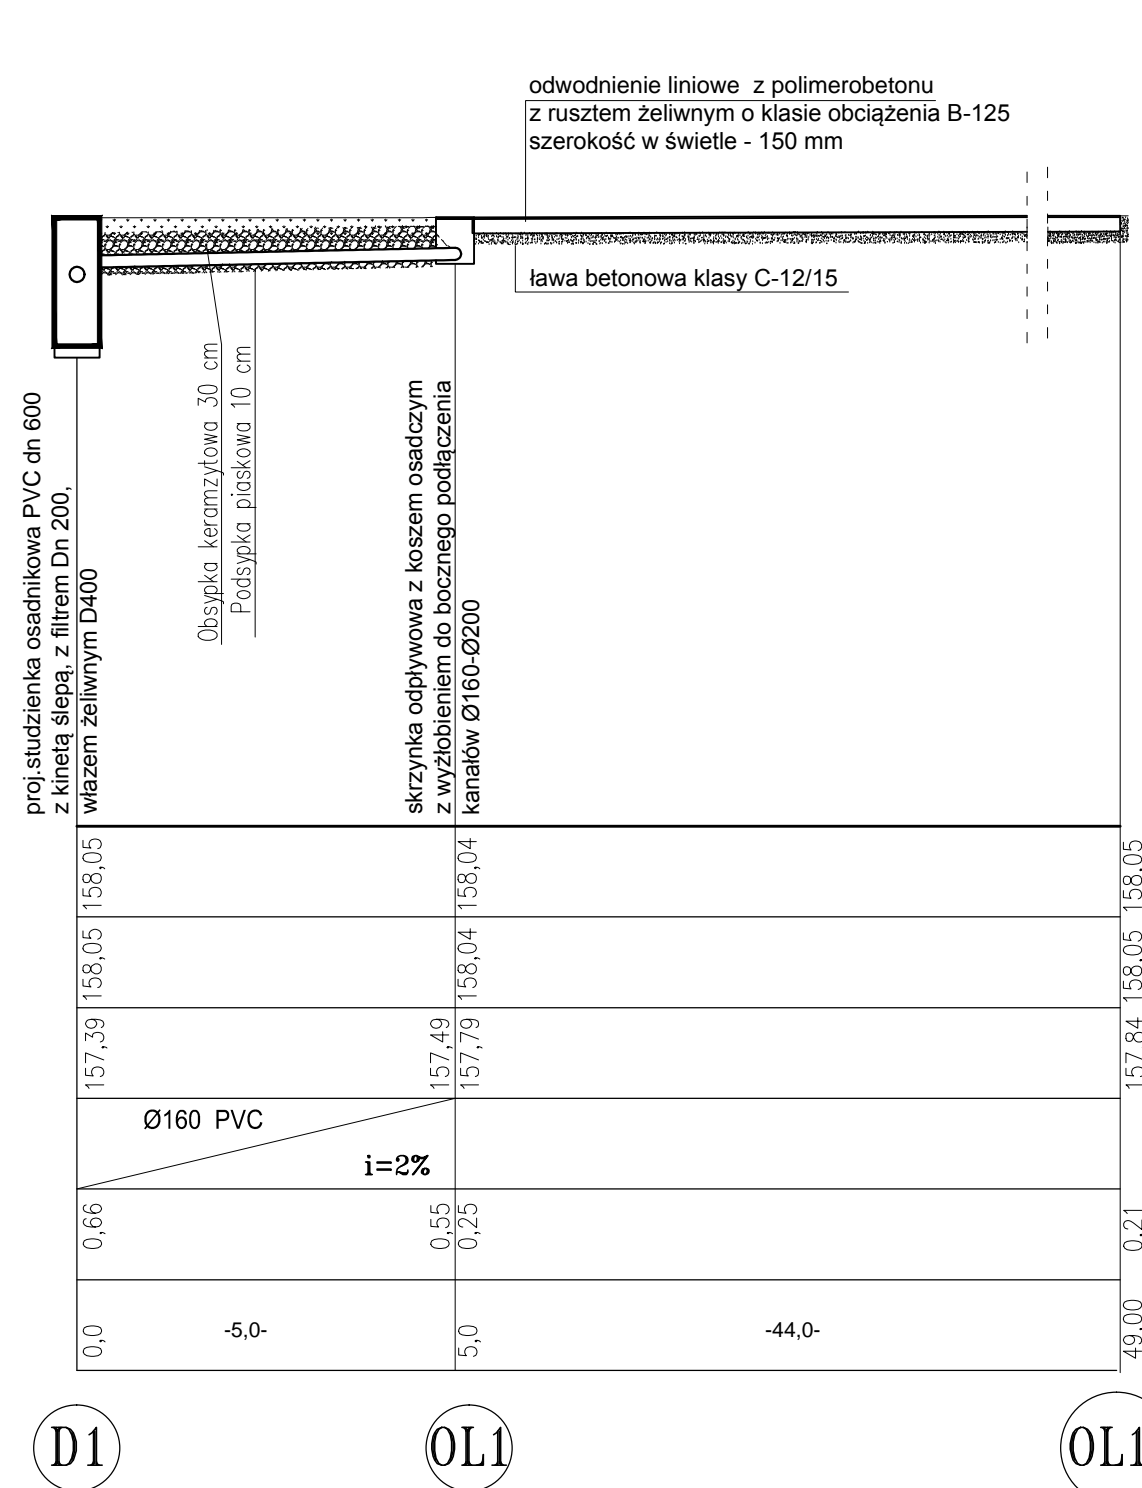 odwodnienie liniowe z polimerobetonu
z rusztem żeliwnym o klasie obciążenia B-125
szerokość w świetle - 150 mm
ława betonowa klasy C-12/15
proj.studzienka osadnikowa PVC dn 600
z kinetą ślepą, z filtrem Dn 200,
włazem żeliwnym D400
Obsypka keramzytowa 30 cm
Podsypka piaskowa 10 cm
skrzynka odpływowa z koszem osadczym
z wyżłobieniem do bocznego podłączenia
kanałów Ø160-Ø200
158,05 158,04 158,05
158,05 158,04 158,05
157,39 157,49 157,79 157,84
Ø160 PVC
i=2%
0,66 0,55 0,25 0,21
0,0 -5,0- 5,0 -44,0- 49,00
D1 OL1 OL1